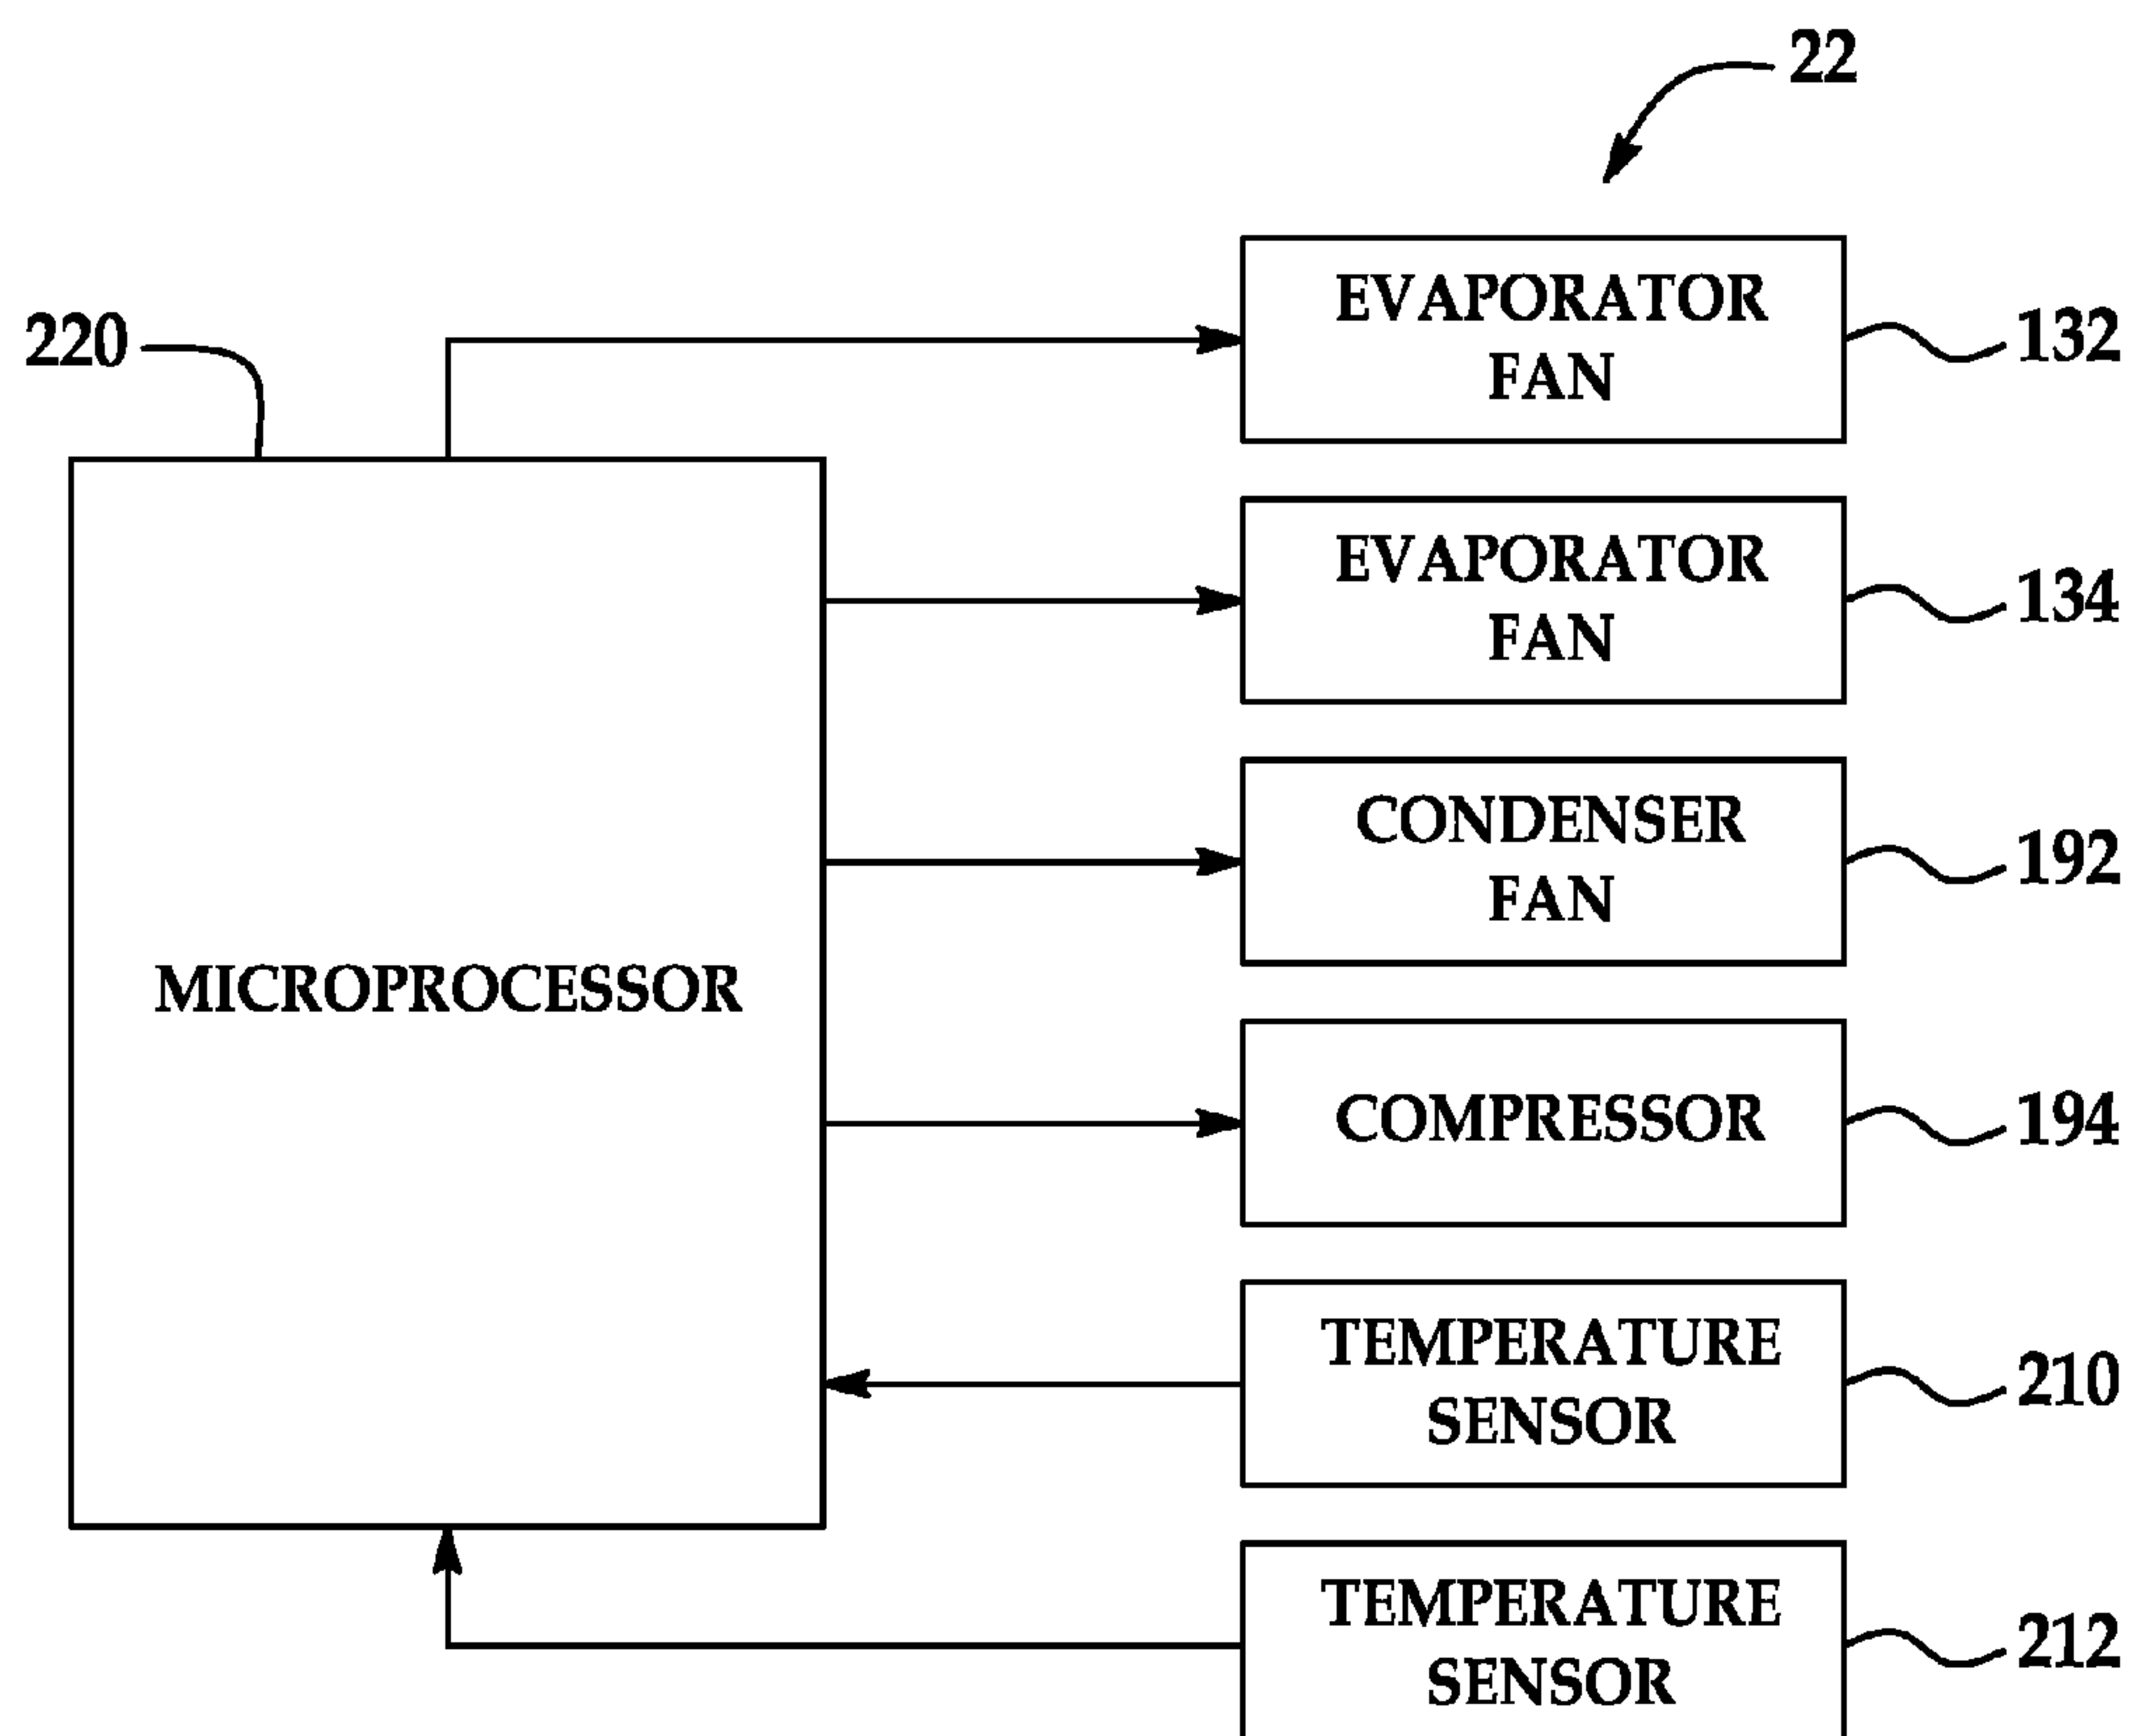 22
220
EVAPORATOR
FAN
132
EVAPORATOR
FAN
134
CONDENSER
FAN
192
MICROPROCESSOR
COMPRESSOR
194
TEMPERATURE
SENSOR
210
TEMPERATURE
SENSOR
212